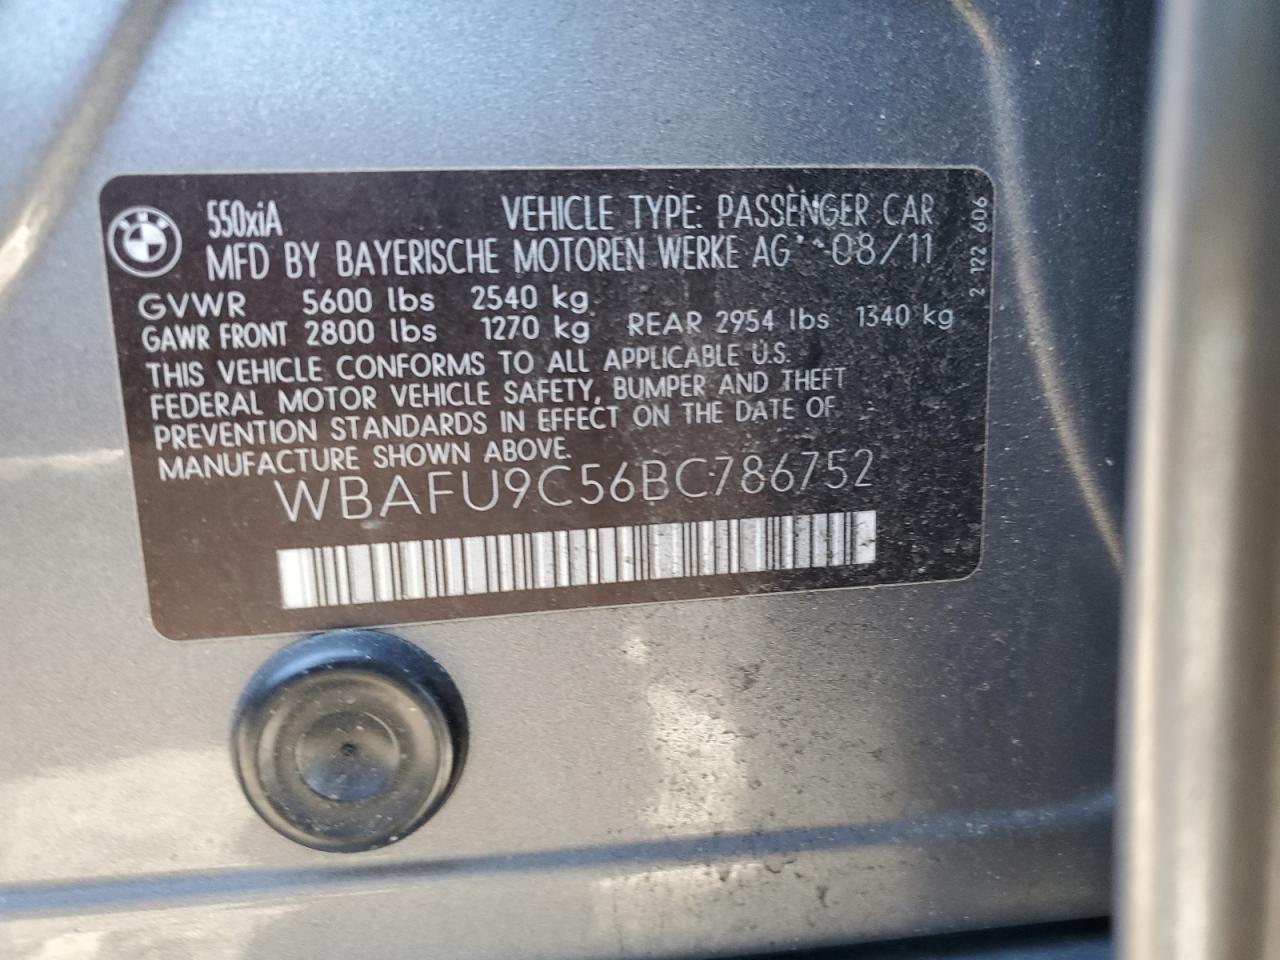 550xiA VEHICLE TYPE: PASSENGER CAR
MFD BY BAYERISCHE MOTOREN WERKE AG 08/11
GVWR 5600 lbs 2540 kg
GAWR FRONT 2800 lbs 1270 kg REAR 2954 lbs 1340 kg
THIS VEHICLE CONFORMS TO ALL APPLICABLE U.S.
FEDERAL MOTOR VEHICLE SAFETY, BUMPER AND THEFT
PREVENTION STANDARDS IN EFFECT ON THE DATE OF
MANUFACTURE SHOWN ABOVE.
WBAFU9C56BC786752
2 122 606
BMW